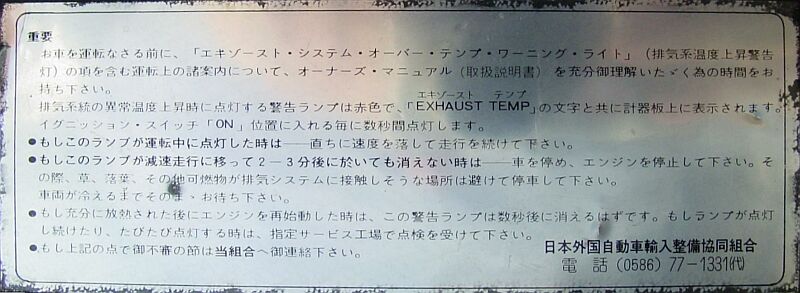 重要
お車を運転なさる前に、「エキゾースト・システム・オーバー・テンプ・ワーニング・ライト」(排気系温度上昇警告
灯)の項を含む運転上の諸案内について、オーナーズ・マニュアル(取扱説明書)を充分御理解いたゞく為の時間をお
持ち下さい。
エキゾースト テンプ
排気系統の異常温度上昇時に点灯する警告ランプは赤色で、「EXHAUST TEMP」の文字と共に計器板上に表示されます。
イグニッション・スイッチ「ON」位置に入れる毎に数秒間点灯します。
●もしこのランプが運転中に点灯した時は──直ちに速度を落して走行を続けて下さい。
●もしこのランプが減速走行に移って2－3分後に於いても消えない時は──車を停め、エンジンを停止して下さい。そ
の際、草、落葉、その他可燃物が排気システムに接触しそうな場所は避けて停車して下さい。
車両が冷えるまでそのまゝお待ち下さい。
●もし充分に放熱された後にエンジンを再始動した時は、この警告ランプは数秒後に消えるはずです。もしランプが点灯
し続けたり、たびたび点灯する時は、指定サービス工場で点検を受けて下さい。
●もし上記の点で御不審の節は当組合へ御連絡下さい。
日本外国自動車輸入整備協同組合
電話(0586)77－1331(代)